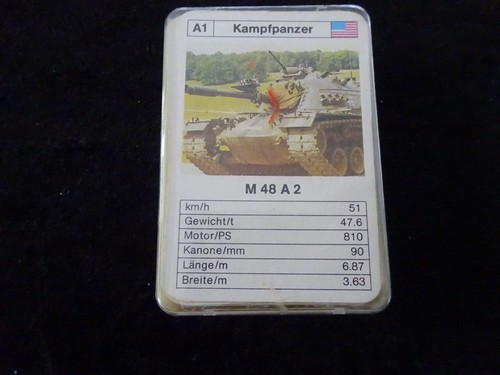 A1 Kampfpanzer
M 48 A 2
km/h 51
Gewicht/t 47.6
Motor/PS 810
Kanone/mm 90
Länge/m 6.87
Breite/m 3.63